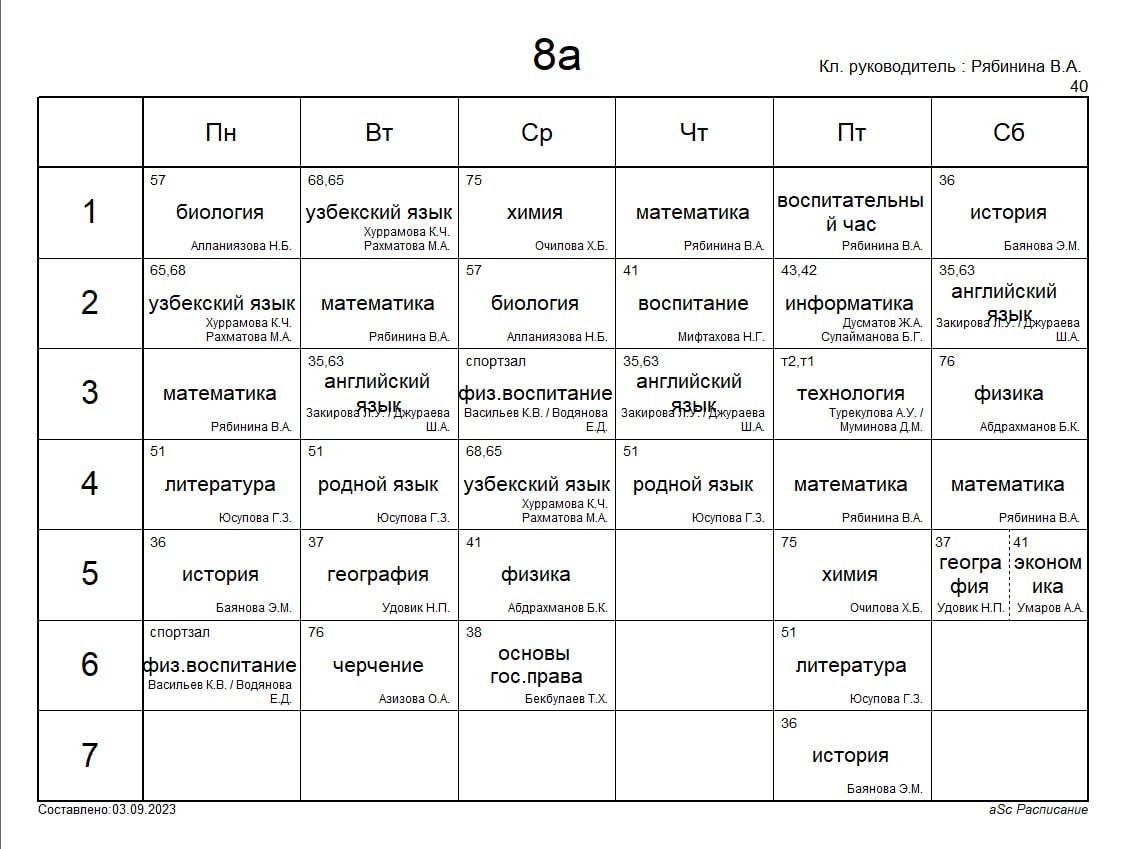 8а
Кл. руководитель : Рябинина В.А.
40
Пн Вт Ср Чт Пт Сб
1
57
биология
Алланиязова Н.Б.
68,65
узбекский язык
Хуррамова К.Ч.
Рахматова М.А.
75
химия
Очилова Х.Б.
математика
Рябинина В.А.
воспитательны
й час
Рябинина В.А.
36
история
Баянова Э.М.
2
65,68
узбекский язык
Хуррамова К.Ч.
Рахматова М.А.
математика
Рябинина В.А.
57
биология
Алланиязова Н.Б.
41
воспитание
Мифтахова Н.Г.
43,42
информатика
Дусматов Ж.А.
Сулайманова Б.Г.
35,63
английский
язык
Закирова Л.У. / Джураева
Ш.А.
3
математика
Рябинина В.А.
35,63
английский
язык
Закирова Л.У. / Джураева
Ш.А.
спортзал
физ.воспитание
Васильев К.В. / Водянова
Е.Д.
35,63
английский
язык
Закирова Л.У. / Джураева
Ш.А.
т2,т1
технология
Турекулова А.У. /
Муминова Д.М.
76
физика
Абдрахманов Б.К.
4
51
литература
Юсупова Г.З.
51
родной язык
Юсупова Г.З.
68,65
узбекский язык
Хуррамова К.Ч.
Рахматова М.А.
51
родной язык
Юсупова Г.З.
математика
Рябинина В.А.
математика
Рябинина В.А.
5
36
история
Баянова Э.М.
37
география
Удовик Н.П.
41
физика
Абдрахманов Б.К.
75
химия
Очилова Х.Б.
37
геогра
фия
Удовик Н.П.
41
эконом
ика
Умаров А.А.
6
спортзал
физ.воспитание
Васильев К.В. / Водянова
Е.Д.
76
черчение
Азизова О.А.
38
основы
гос.права
Бекбулаев Т.Х.
51
литература
Юсупова Г.З.
7
36
история
Баянова Э.М.
Составлено:03.09.2023
aSc Расписание